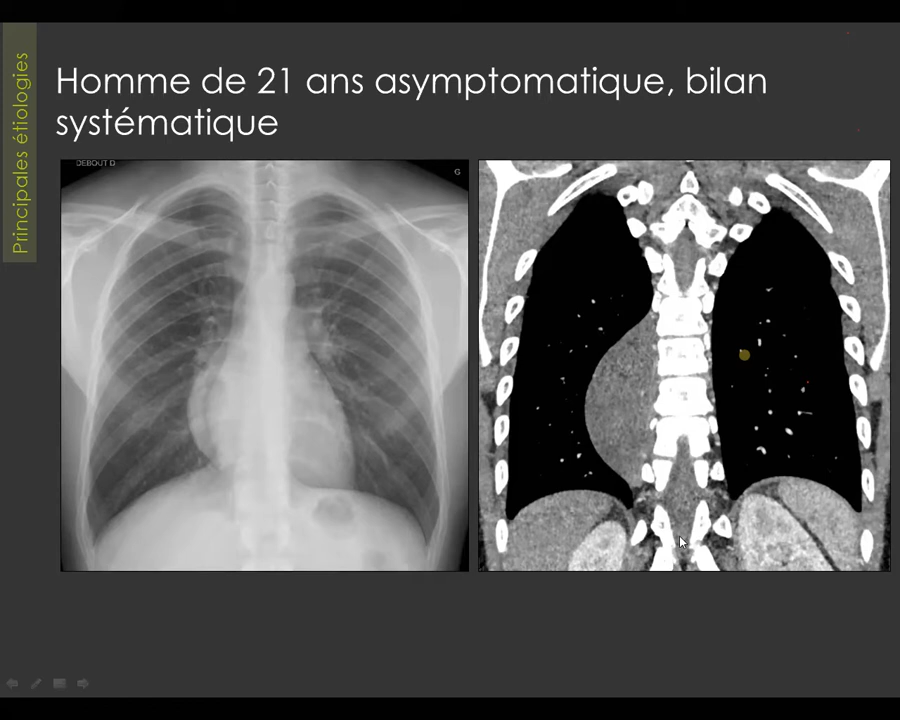 Principales étiologies
Homme de 21 ans asymptomatique, bilan
systématique
DEBOUT D
G